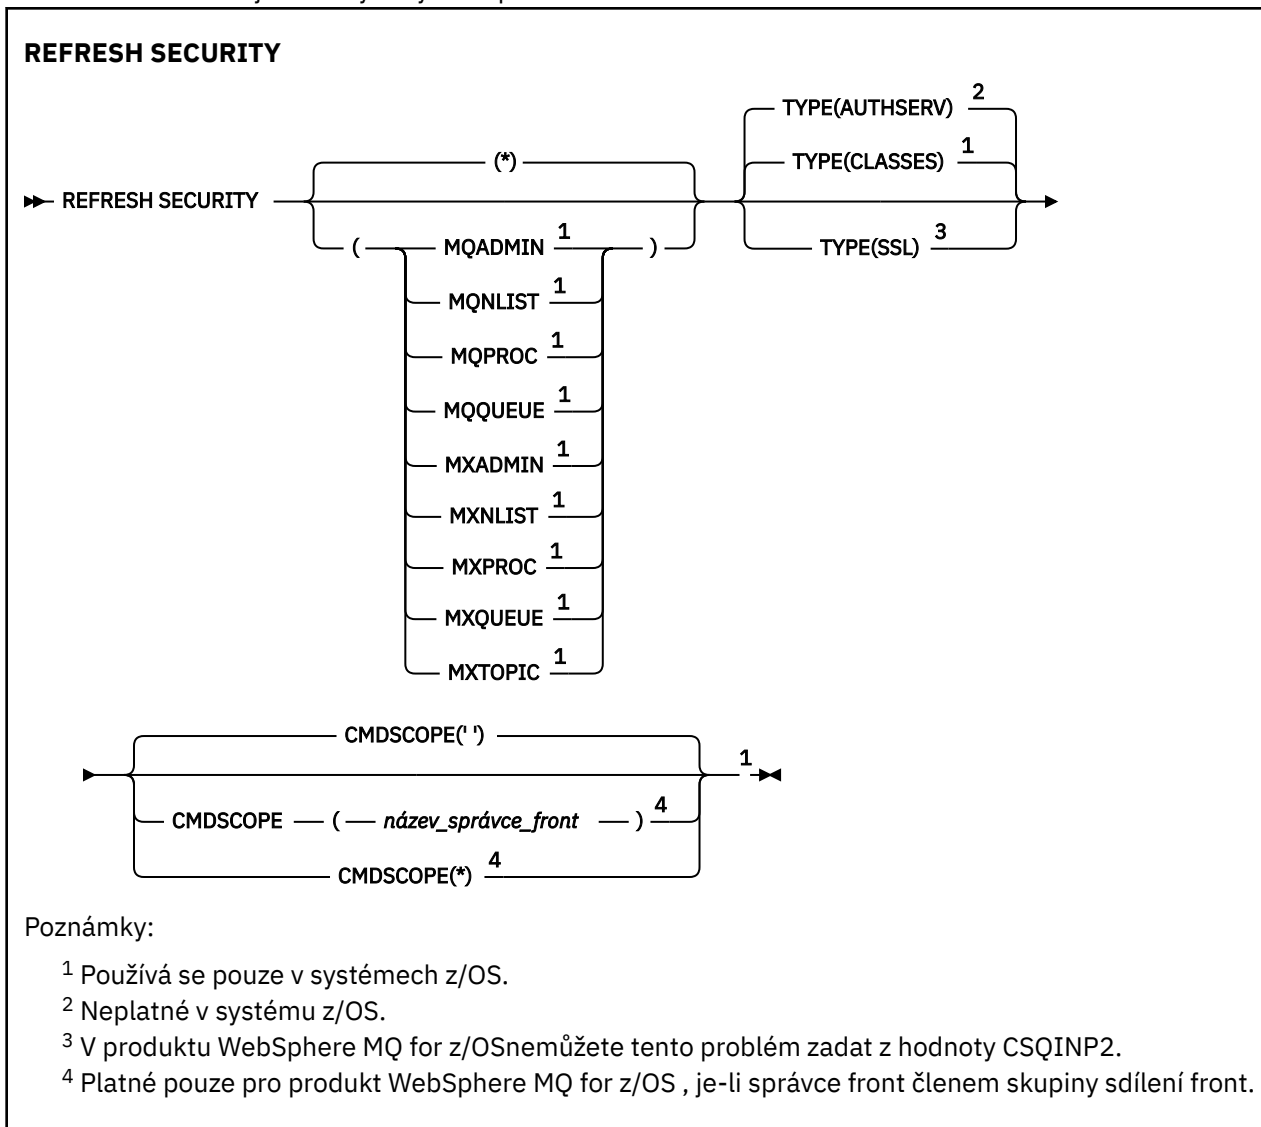 REFRESH SECURITY
TYPE(AUTHSERV) 2
(*)
TYPE(CLASSES) 1
REFRESH SECURITY
( MQADMIN 1 )
TYPE(SSL) 3
MQNLIST 1
MQPROC 1
MQQUEUE 1
MXADMIN 1
MXNLIST 1
MXPROC 1
MXQUEUE 1
MXTOPIC 1
CMDSCOPE(' ')
1
CMDSCOPE ( název_správce_front ) 4
CMDSCOPE(*) 4
Poznámky:
1 Používá se pouze v systémech z/OS.
2 Neplatné v systému z/OS.
3 V produktu WebSphere MQ for z/OSnemůžete tento problém zadat z hodnoty CSQINP2.
4 Platné pouze pro produkt WebSphere MQ for z/OS , je-li správce front členem skupiny sdílení front.